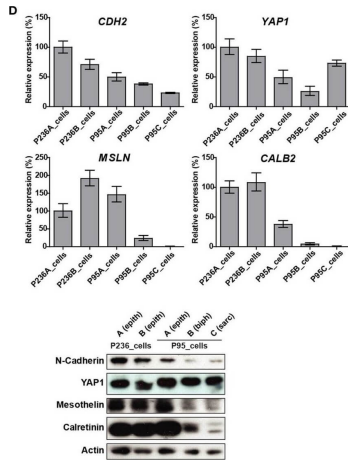 D
CDH2
Relative expression (%)
150
100
50
0
P236A_cells
P236B_cells
P95A_cells
P95B_cells
P95C_cells
YAP1
Relative expression (%)
150
100
50
0
P236A_cells
P236B_cells
P95A_cells
P95B_cells
P95C_cells
MSLN
Relative expression (%)
250
200
150
100
50
0
P236A_cells
P236B_cells
P95A_cells
P95B_cells
P95C_cells
CALB2
Relative expression (%)
150
100
50
0
P236A_cells
P236B_cells
P95A_cells
P95B_cells
P95C_cells
A (epith)
B (epith)
A (epith)
B (biph)
C (sarc)
P236_cells P95_cells
N-Cadherin
YAP1
Mesothelin
Calretinin
Actin